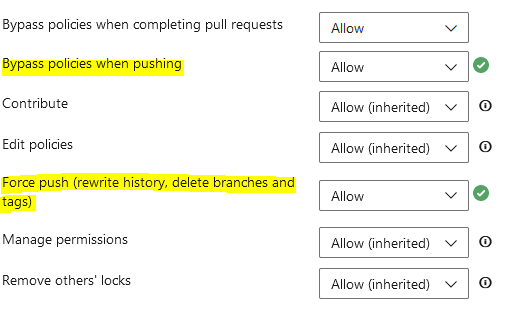 Bypass policies when completing pull requests Allow
Bypass policies when pushing Allow
Contribute Allow (inherited)
Edit policies Allow (inherited)
Force push (rewrite history, delete branches and
tags) Allow
Manage permissions Allow (inherited)
Remove others' locks Allow (inherited)